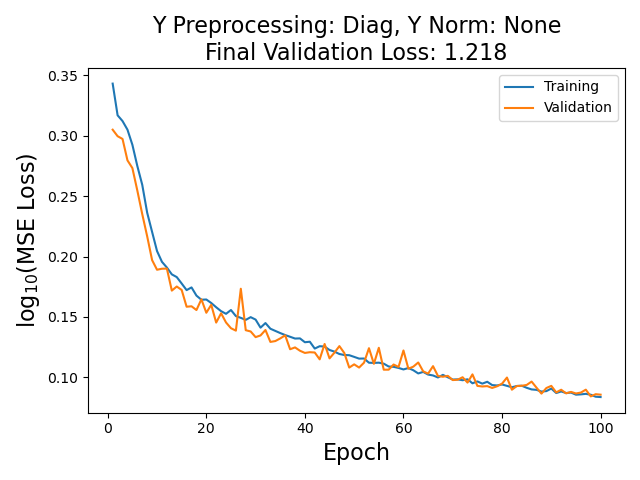 Y Preprocessing: Diag, Y Norm: None
Final Validation Loss: 1.218
Training
Validation
log₁₀(MSE Loss)
0.35
0.30
0.25
0.20
0.15
0.10
0 20 40 60 80 100
Epoch